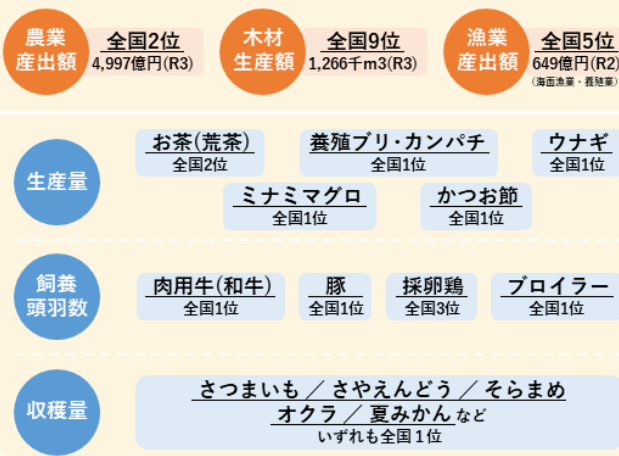 農業
産出額
全国2位
4,997億円(R3)
木材
生産額
全国9位
1,266千m3(R3)
漁業
産出額
全国5位
649億円(R2)
(海面漁業・養殖業)
生産量
お茶(荒茶)
全国2位
養殖ブリ・カンパチ
全国1位
ウナギ
全国1位
ミナミマグロ
全国1位
かつお節
全国1位
飼養
頭羽数
肉用牛(和牛)
全国1位
豚
全国1位
採卵鶏
全国3位
ブロイラー
全国1位
収穫量
さつまいも / さやえんどう / そらまめ
オクラ / 夏みかん など
いずれも全国1位